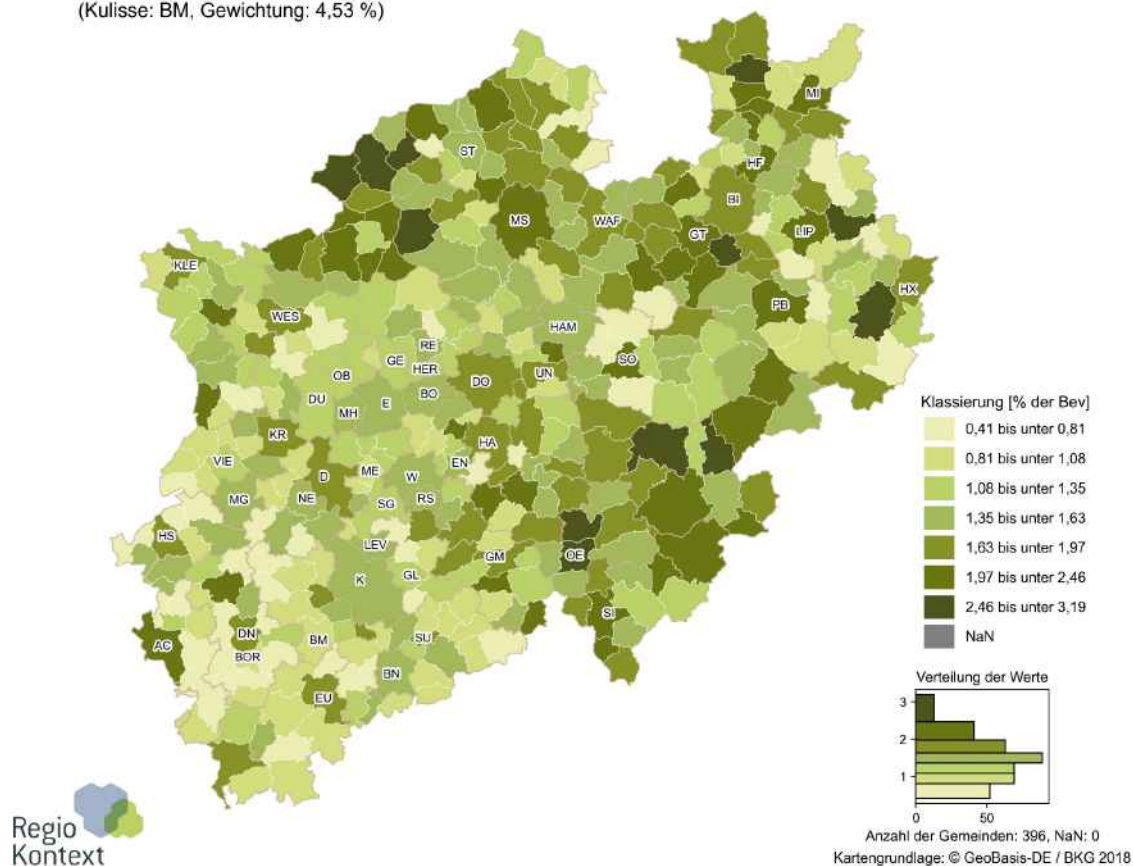 (Kulisse: BM, Gewichtung: 4,53 %)
MI
ST
HF
BI
MS
WAF
GT
LIP
KLE
HX
WES
PB
HAM
RE
GE
HER
SO
OB
DO
UN
DU
MH
E
BO
KR
HA
VIE
D
ME
W
EN
MG
NE
SG
RS
HS
LEV
GM
OE
K
GL
DN
BM
SU
SI
AC
BOR
BN
EU
Klassierung [% der Bev]
0,41 bis unter 0,81
0,81 bis unter 1,08
1,08 bis unter 1,35
1,35 bis unter 1,63
1,63 bis unter 1,97
1,97 bis unter 2,46
2,46 bis unter 3,19
NaN
Verteilung der Werte
3
2
1
0 50
Anzahl der Gemeinden: 396, NaN: 0
Kartengrundlage: © GeoBasis-DE / BKG 2018
Regio
Kontext